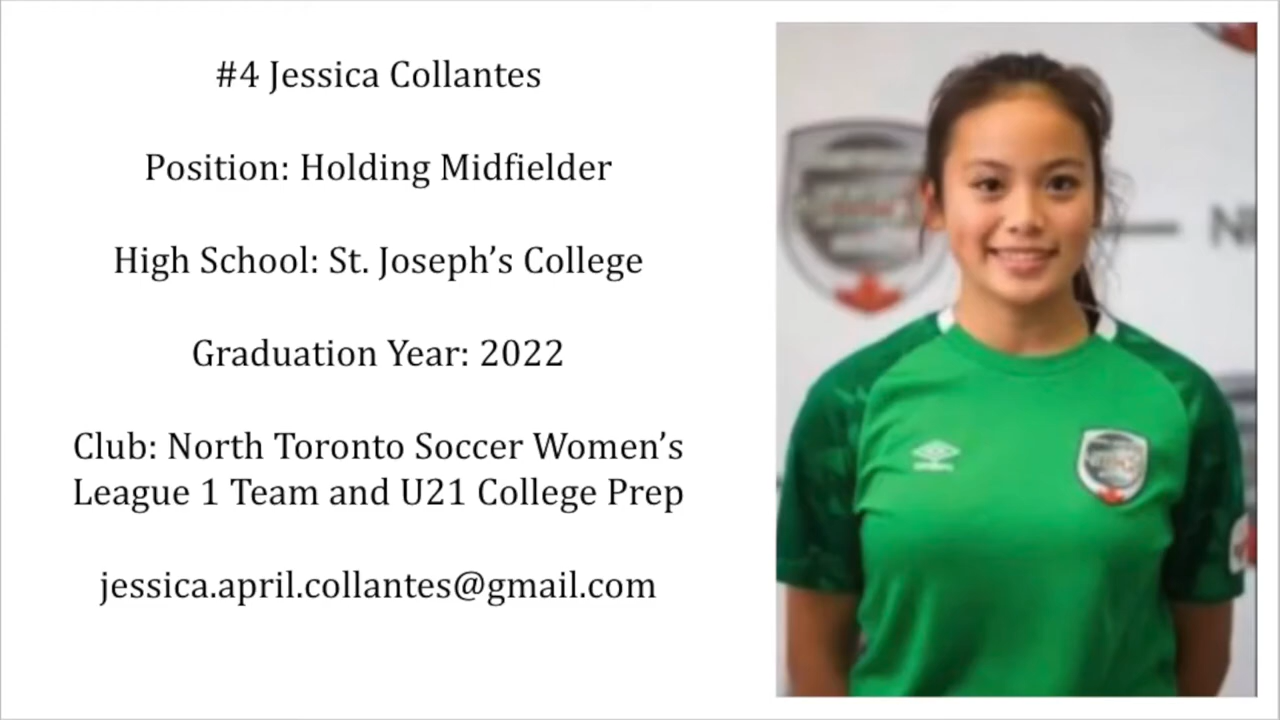 #4 Jessica Collantes
Position: Holding Midfielder
High School: St. Joseph’s College
Graduation Year: 2022
Club: North Toronto Soccer Women’s
League 1 Team and U21 College Prep
jessica.april.collantes@gmail.com